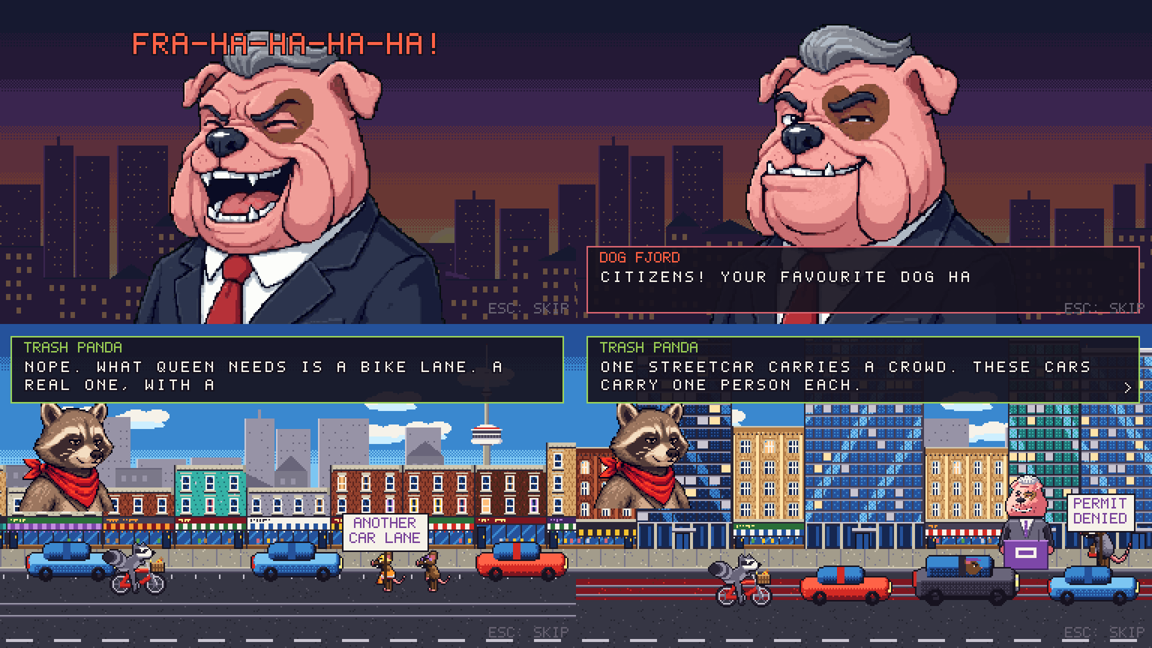 FRA-HA-HA-HA-HA!
ESC: SKIP
DOG FJORD
CITIZENS! YOUR FAVOURITE DOG HA
ESC: SKIP
TRASH PANDA
NOPE. WHAT QUEEN NEEDS IS A BIKE LANE. A
REAL ONE, WITH A
ANOTHER
CAR LANE
ESC: SKIP
TRASH PANDA
ONE STREETCAR CARRIES A CROWD. THESE CARS
CARRY ONE PERSON EACH.
PERMIT
DENIED
ESC: SKIP